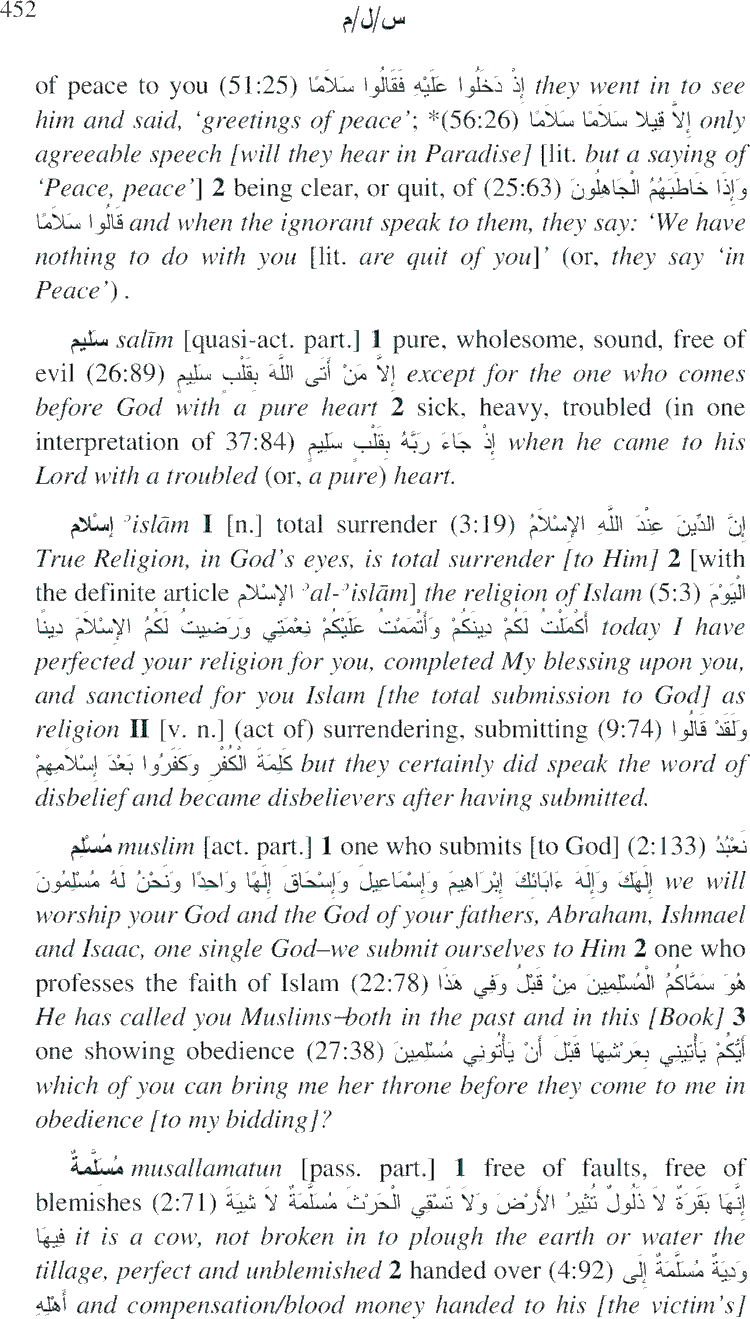 452
س/ل/م
of peace to you (51:25) إِذْ دَخَلُوا عَلَيْهِ فَقَالُوا سَلَامًا they went in to see
him and said, ‘greetings of peace’; *(56:26) إِلَّا قِيلًا سَلَامًا سَلَامًا only
agreeable speech [will they hear in Paradise] [lit. but a saying of
‘Peace, peace’] 2 being clear, or quit, of (25:63) وَإِذَا خَاطَبَهُمُ الْجَاهِلُونَ
قَالُوا سَلَامًا and when the ignorant speak to them, they say: ‘We have
nothing to do with you [lit. are quit of you]’ (or, they say ‘in
Peace’) .
سَلِيم salīm [quasi-act. part.] 1 pure, wholesome, sound, free of
evil (26:89) إِلَّا مَنْ أَتَى اللَّهَ بِقَلْبٍ سَلِيمٍ except for the one who comes
before God with a pure heart 2 sick, heavy, troubled (in one
interpretation of 37:84) إِذْ جَاءَ رَبَّهُ بِقَلْبٍ سَلِيمٍ when he came to his
Lord with a troubled (or, a pure) heart.
إِسْلَام ʾislām I [n.] total surrender (3:19) إِنَّ الدِّينَ عِنْدَ اللَّهِ الإِسْلَامُ
True Religion, in God’s eyes, is total surrender [to Him] 2 [with
the definite article الإِسْلَام ʾal-ʾislām] the religion of Islam (5:3) الْيَوْمَ
أَكْمَلْتُ لَكُمْ دِينَكُمْ وَأَتْمَمْتُ عَلَيْكُمْ نِعْمَتِي وَرَضِيتُ لَكُمُ الإِسْلَامَ دِينًا today I have
perfected your religion for you, completed My blessing upon you,
and sanctioned for you Islam [the total submission to God] as
religion II [v. n.] (act of) surrendering, submitting (9:74) وَلَقَدْ قَالُوا
كَلِمَةَ الْكُفْرِ وَكَفَرُوا بَعْدَ إِسْلَامِهِمْ but they certainly did speak the word of
disbelief and became disbelievers after having submitted.
مُسْلِم muslim [act. part.] 1 one who submits [to God] (2:133) نَعْبُدُ
إِلَهَكَ وَإِلَهَ ءَابَائِكَ إِبْرَاهِيمَ وَإِسْمَاعِيلَ وَإِسْحَاقَ إِلَهًا وَاحِدًا وَنَحْنُ لَهُ مُسْلِمُونَ we will
worship your God and the God of your fathers, Abraham, Ishmael
and Isaac, one single God–we submit ourselves to Him 2 one who
professes the faith of Islam (22:78) هُوَ سَمَّاكُمُ الْمُسْلِمِينَ مِنْ قَبْلُ وَفِي هَذَا
He has called you Muslims–both in the past and in this [Book] 3
one showing obedience (27:38) أَيُّكُمْ يَأْتِينِي بِعَرْشِهَا قَبْلَ أَنْ يَأْتُونِي مُسْلِمِينَ
which of you can bring me her throne before they come to me in
obedience [to my bidding]?
مُسَلَّمَةٌ musallamatun [pass. part.] 1 free of faults, free of
blemishes (2:71) إِنَّهَا بَقَرَةٌ لَا ذَلُولٌ تُثِيرُ الأَرْضَ وَلَا تَسْقِي الْحَرْثَ مُسَلَّمَةٌ لَا شِيَةَ
فِيهَا it is a cow, not broken in to plough the earth or water the
tillage, perfect and unblemished 2 handed over (4:92) وَدِيَةٌ مُسَلَّمَةٌ إِلَى
أَهْلِهِ and compensation/blood money handed to his [the victim’s]